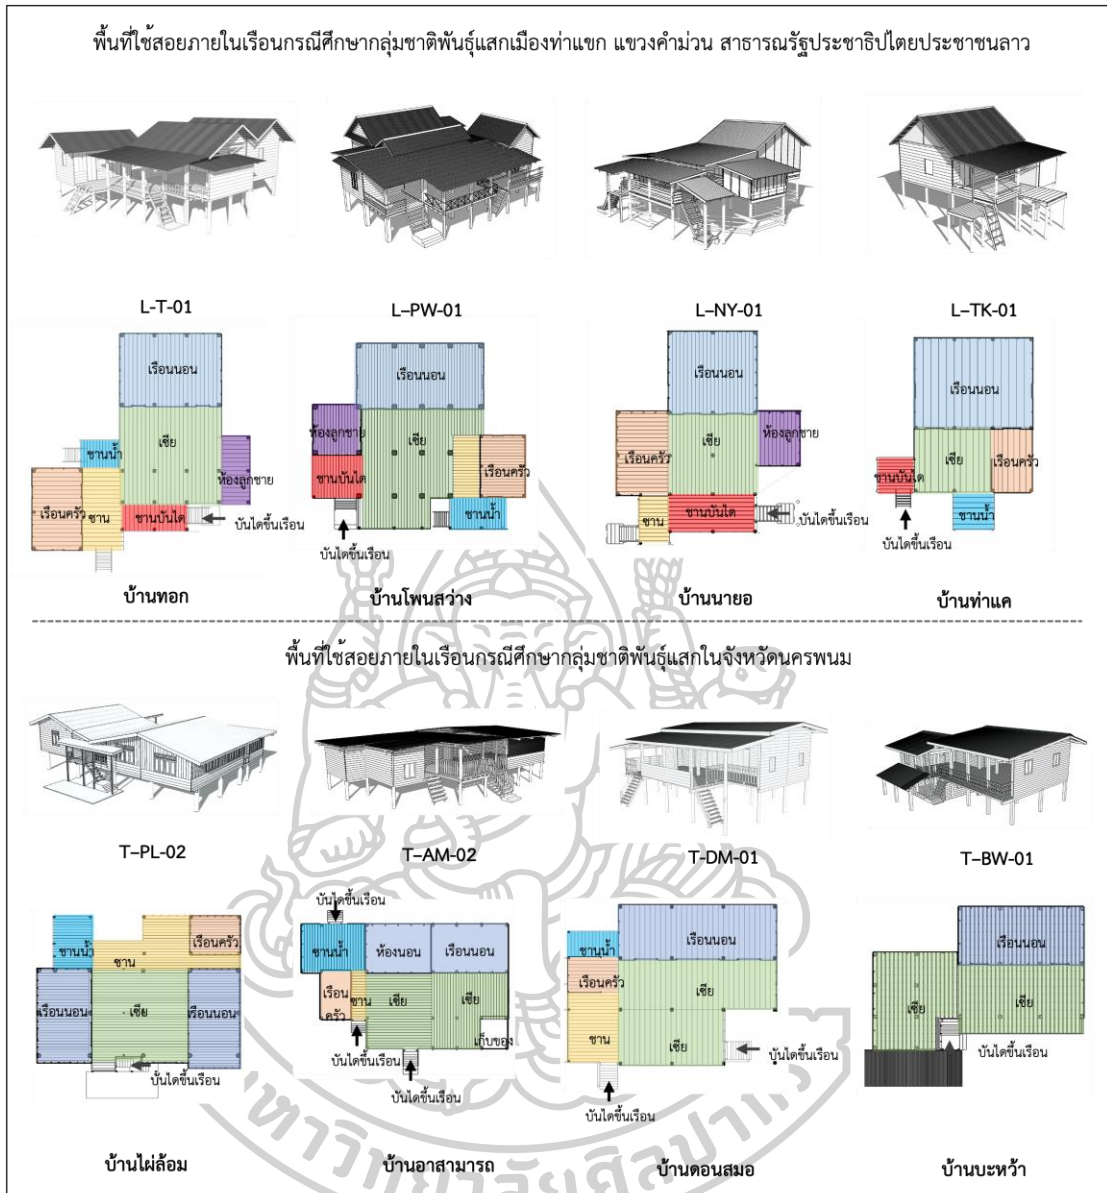 พื้นที่ใช้สอยภายในเรือนกรณีศึกษากลุ่มชาติพันธุ์แสกเมืองท่าแขก แขวงคำม่วน สาธารณรัฐประชาธิปไตยประชาชนลาว
L-T-01
L–PW-01
L–NY-01
L–TK-01
เรือนนอน
เซีย
ชานน้ำ
ห้องลูกชาย
เรือนครัว
ชาน
ชานบันได
บันไดขึ้นเรือน
เรือนนอน
ห้องลูกชาย
เซีย
เรือนครัว
ชานบันได
ชานน้ำ
บันไดขึ้นเรือน
เรือนนอน
เซีย
ห้องลูกชาย
เรือนครัว
ชาน
ชานบันได
บันไดขึ้นเรือน
เรือนนอน
เซีย
เรือนครัว
ชานบันได
ชานน้ำ
บันไดขึ้นเรือน
บ้านทอก
บ้านโพนสว่าง
บ้านนายอ
บ้านท่าแค
พื้นที่ใช้สอยภายในเรือนกรณีศึกษากลุ่มชาติพันธุ์แสกในจังหวัดนครพนม
T–PL-02
T–AM-02
T-DM-01
T–BW-01
ชานน้ำ
เรือนครัว
ชาน
เรือนนอน
เซีย
เรือนนอน
บันไดขึ้นเรือน
บันไดขึ้นเรือน
ชานน้ำ
ห้องนอน
เรือนนอน
เรือน
ครัว
ชาน
เซีย
เซีย
เก็บของ
บันไดขึ้นเรือน
บันไดขึ้นเรือน
เรือนนอน
ชานน้ำ
เรือนครัว
เซีย
ชาน
เซีย
บันไดขึ้นเรือน
บันไดขึ้นเรือน
เรือนนอน
เซีย
เซีย
บันไดขึ้นเรือน
บ้านไผ่ล้อม
บ้านอาสามารถ
บ้านดอนสมอ
บ้านบะหว้า
มหาวิทยาลัยศิลปากร